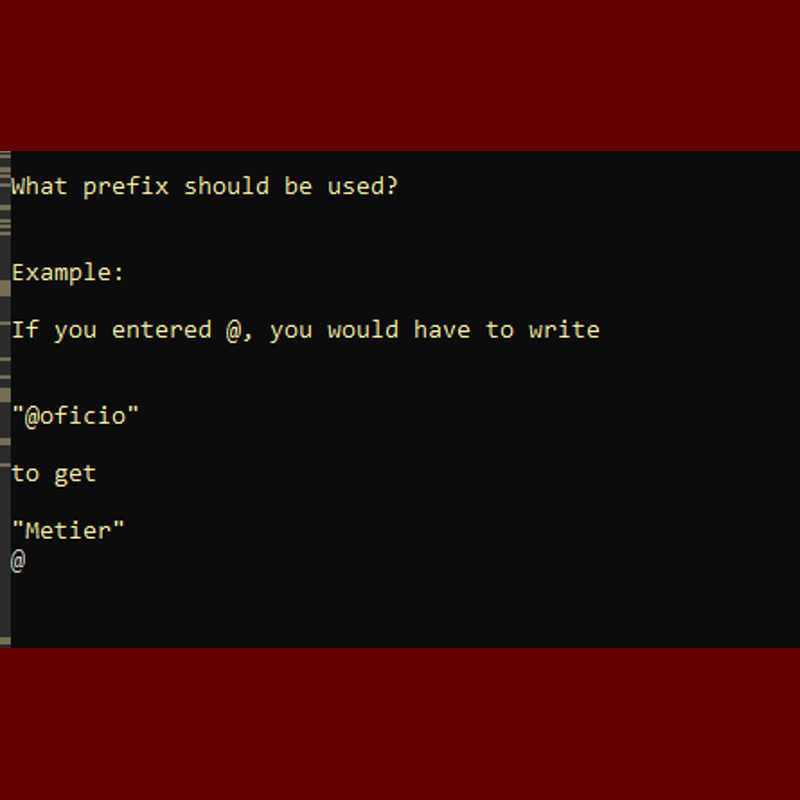 What prefix should be used?
Example:
If you entered @, you would have to write
"@oficio"
to get
"Metier"
@